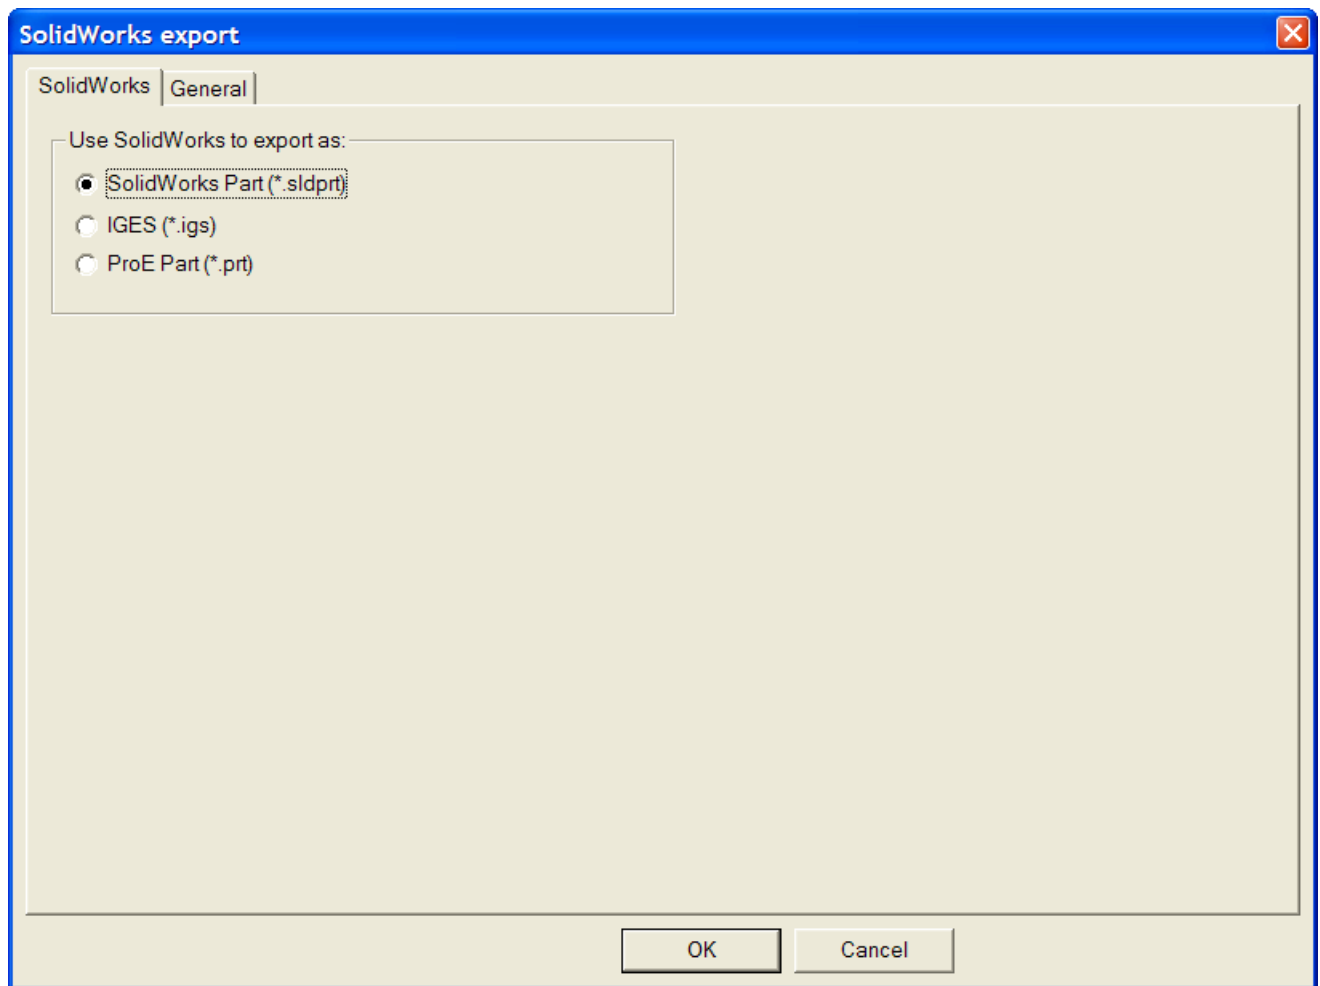 SolidWorks export
SolidWorks General
Use SolidWorks to export as:
SolidWorks Part (*.sldprt)
IGES (*.igs)
ProE Part (*.prt)
OK Cancel